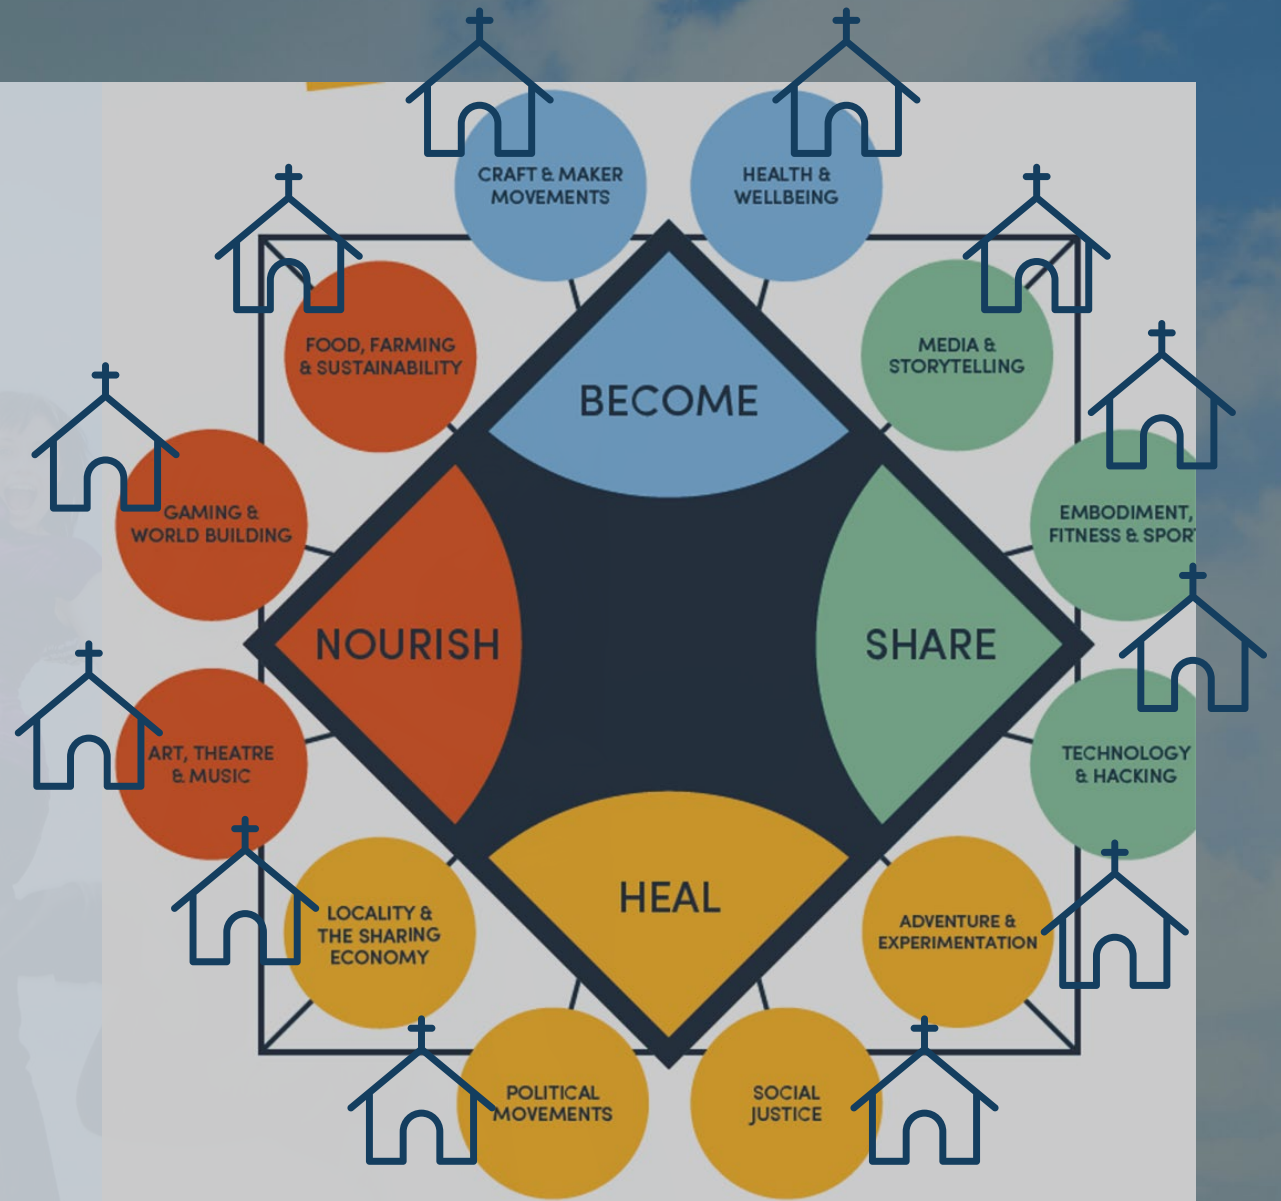 CRAFT & MAKER
MOVEMENTS
HEALTH &
WELLBEING
FOOD, FARMING
& SUSTAINABILITY
MEDIA &
STORYTELLING
BECOME
GAMING &
WORLD BUILDING
EMBODIMENT,
FITNESS & SPOR
NOURISH
SHARE
ART, THEATRE
& MUSIC
TECHNOLOGY
& HACKING
HEAL
LOCALITY &
THE SHARING
ECONOMY
ADVENTURE &
EXPERIMENTATION
POLITICAL
MOVEMENTS
SOCIAL
JUSTICE